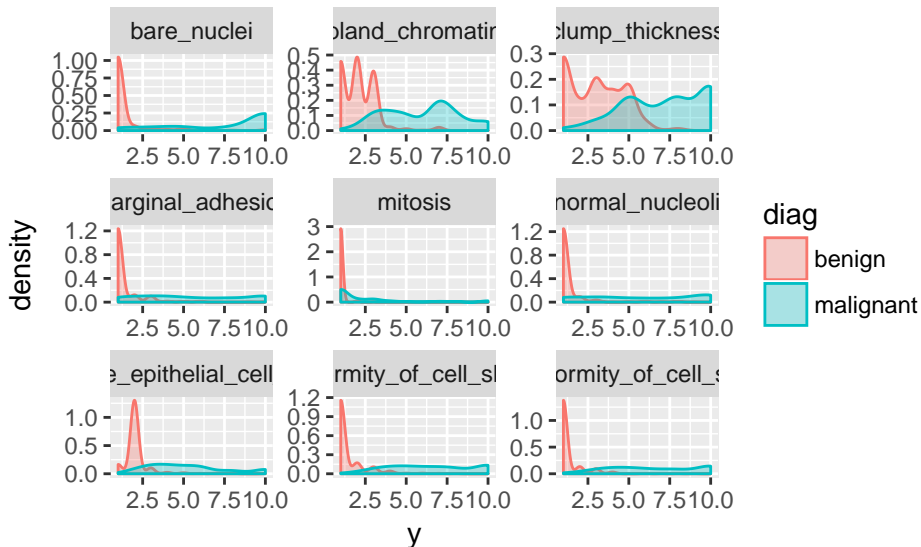 bare_nuclei
bland_chromatin
clump_thickness
1.00
0.75
0.50
0.25
0.00
0.5
0.4
0.3
0.2
0.1
0.0
0.3
0.2
0.1
0.0
2.5 5.0 7.5 10.0
2.5 5.0 7.5 10.0
2.5 5.0 7.5 10.0
arginal_adhesio
mitosis
normal_nucleoli
1.2
0.8
0.4
0.0
3
2
1
0
1.2
0.8
0.4
0.0
2.5 5.0 7.5 10.0
2.5 5.0 7.5 10.0
2.5 5.0 7.5 10.0
e_epithelial_cell
rmity_of_cell_s
ormity_of_cell_s
1.0
0.5
0.0
1.2
0.9
0.6
0.3
0.0
1.0
0.5
0.0
2.5 5.0 7.5 10.0
2.5 5.0 7.5 10.0
2.5 5.0 7.5 10.0
density
y
diag
benign
malignant